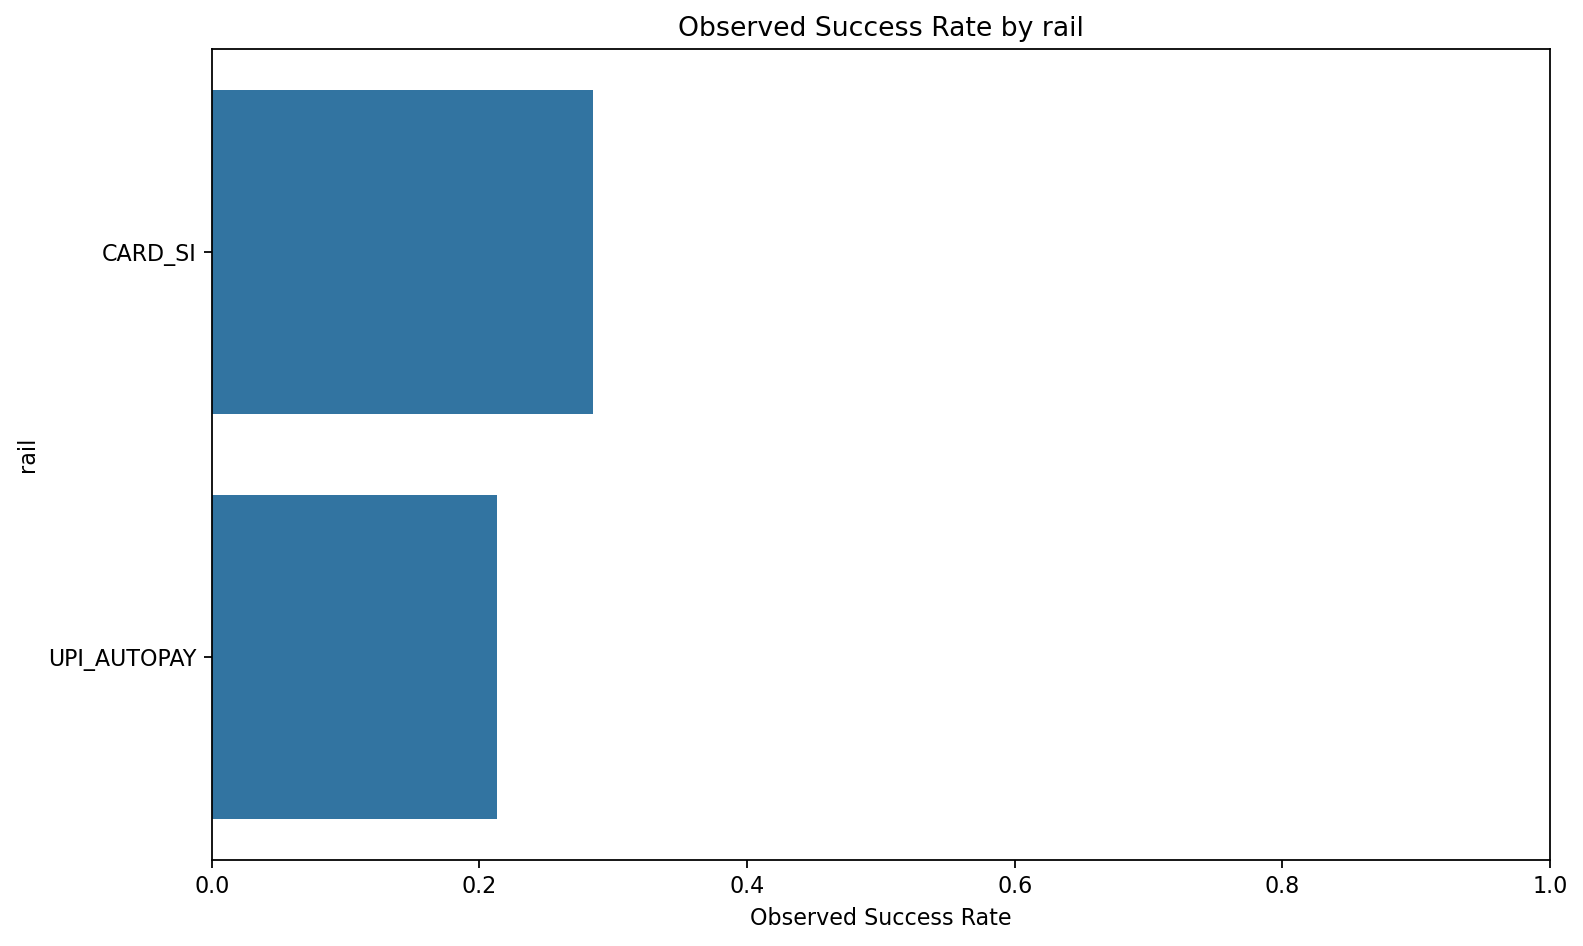 Observed Success Rate by rail
CARD_SI
rail
UPI_AUTOPAY
0.0 0.2 0.4 0.6 0.8 1.0
Observed Success Rate